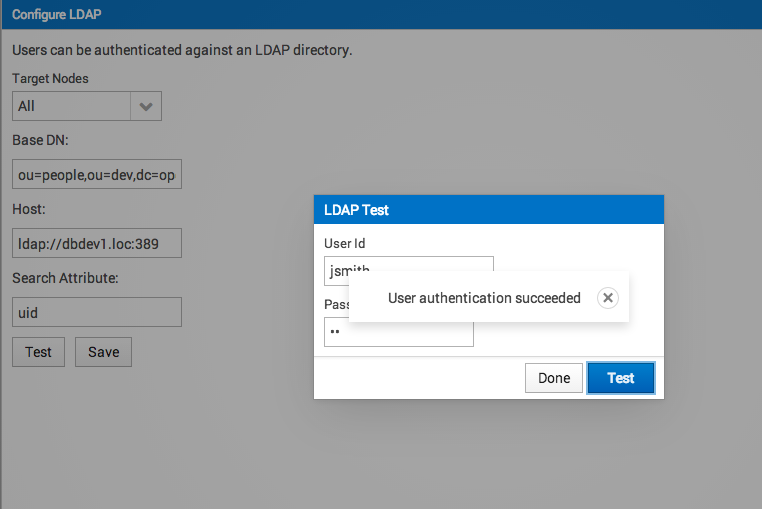 Configure LDAP
Users can be authenticated against an LDAP directory.
Target Nodes
All
Base DN:
ou=people,ou=dev,dc=op
Host:
ldap://dbdev1.loc:389
Search Attribute:
uid
Test Save
LDAP Test
User Id
jsmith
User authentication succeeded
Pass
••
Done Test